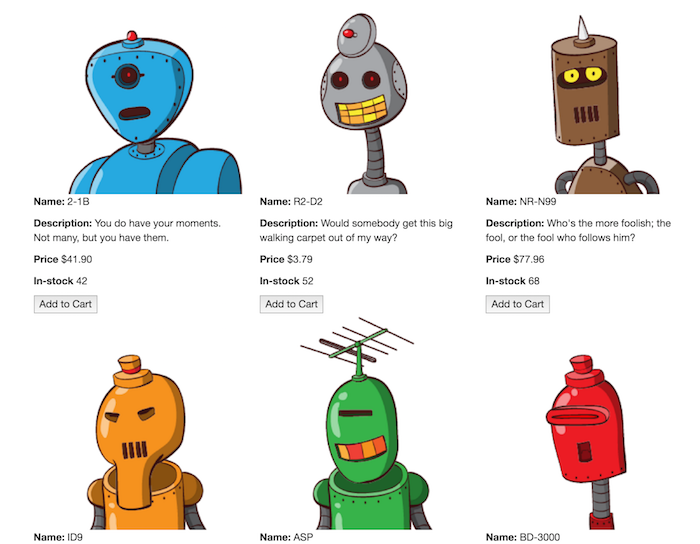 Name: 2-1B
Description: You do have your moments.
Not many, but you have them.
Price $41.90
In-stock 42
Add to Cart
Name: R2-D2
Description: Would somebody get this big
walking carpet out of my way?
Price $3.79
In-stock 52
Add to Cart
Name: NR-N99
Description: Who's the more foolish; the
fool, or the fool who follows him?
Price $77.96
In-stock 68
Add to Cart
Name: ID9
Name: ASP
Name: BD-3000